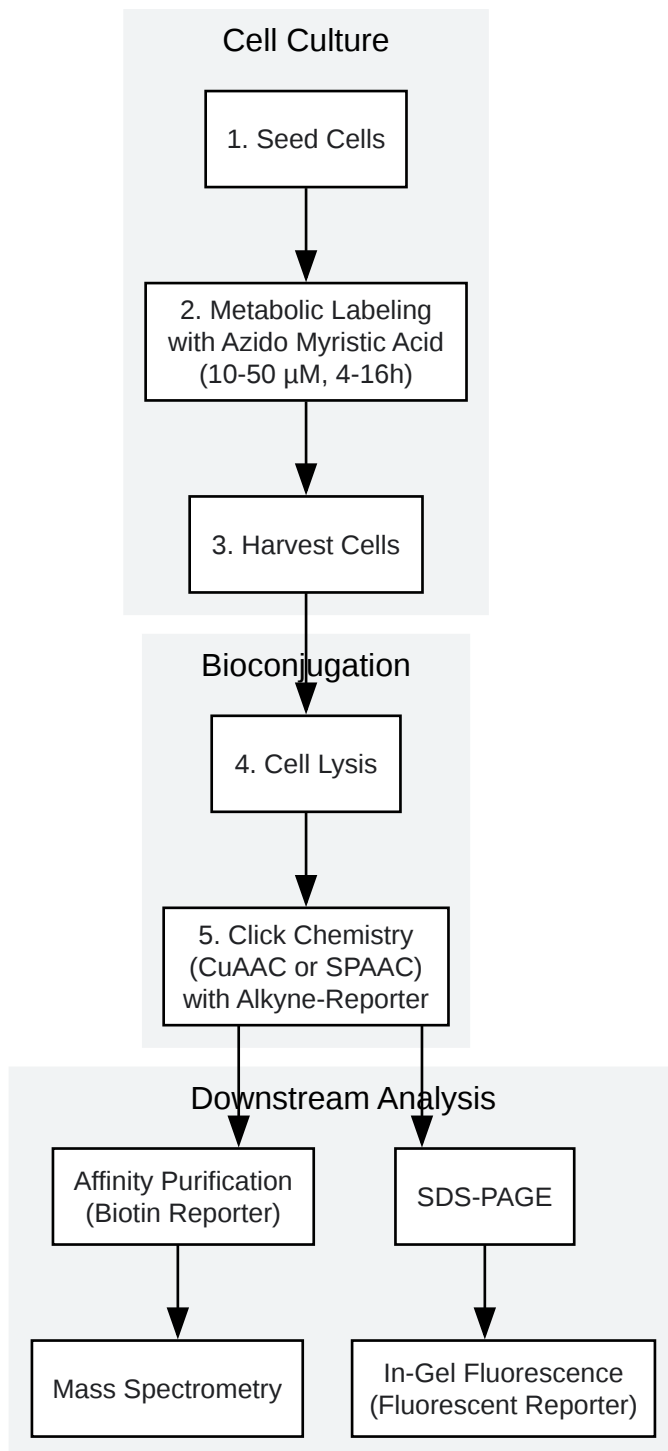 Cell Culture
1. Seed Cells
2. Metabolic Labeling
with Azido Myristic Acid
(10-50 µM, 4-16h)
3. Harvest Cells
Bioconjugation
4. Cell Lysis
5. Click Chemistry
(CuAAC or SPAAC)
with Alkyne-Reporter
Downstream Analysis
Affinity Purification
(Biotin Reporter)
SDS-PAGE
Mass Spectrometry
In-Gel Fluorescence
(Fluorescent Reporter)